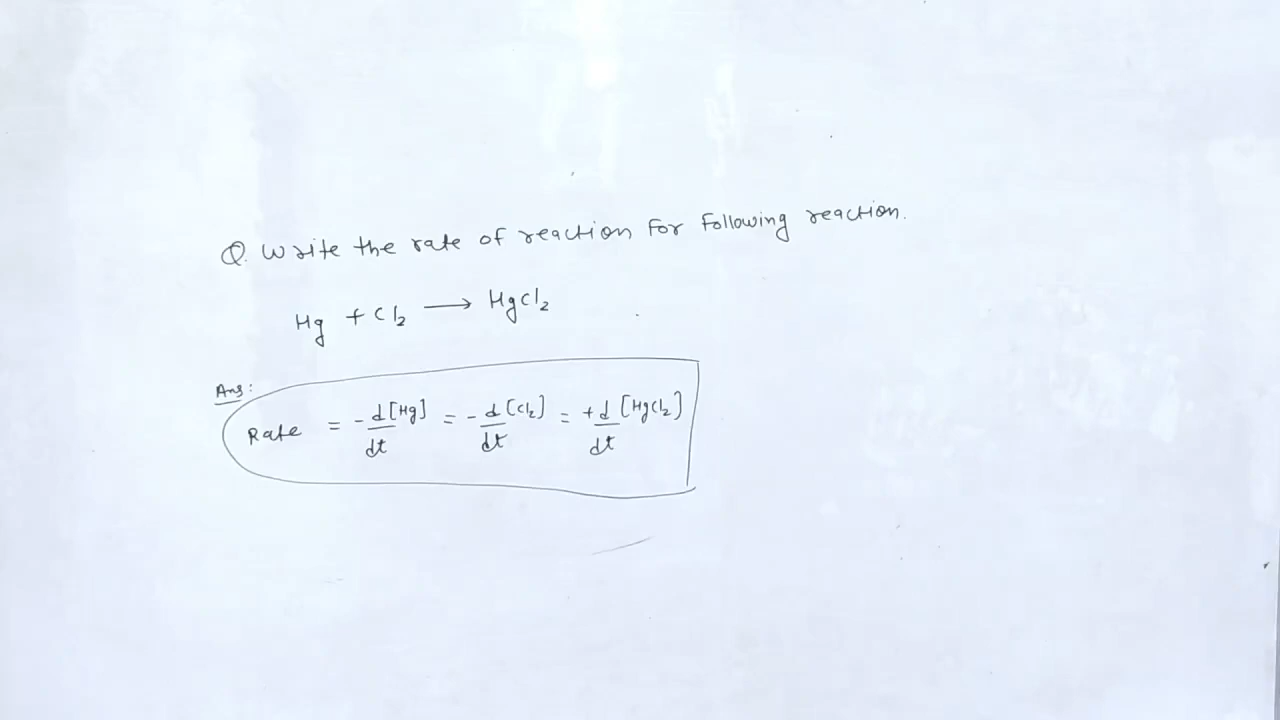 Q. Write the rate of reaction For Following reaction.
Hg + Cl₂ ⟶ HgCl₂
Ans:
Rate = -d[Hg]/dt = -d[Cl₂]/dt = +d[HgCl₂]/dt